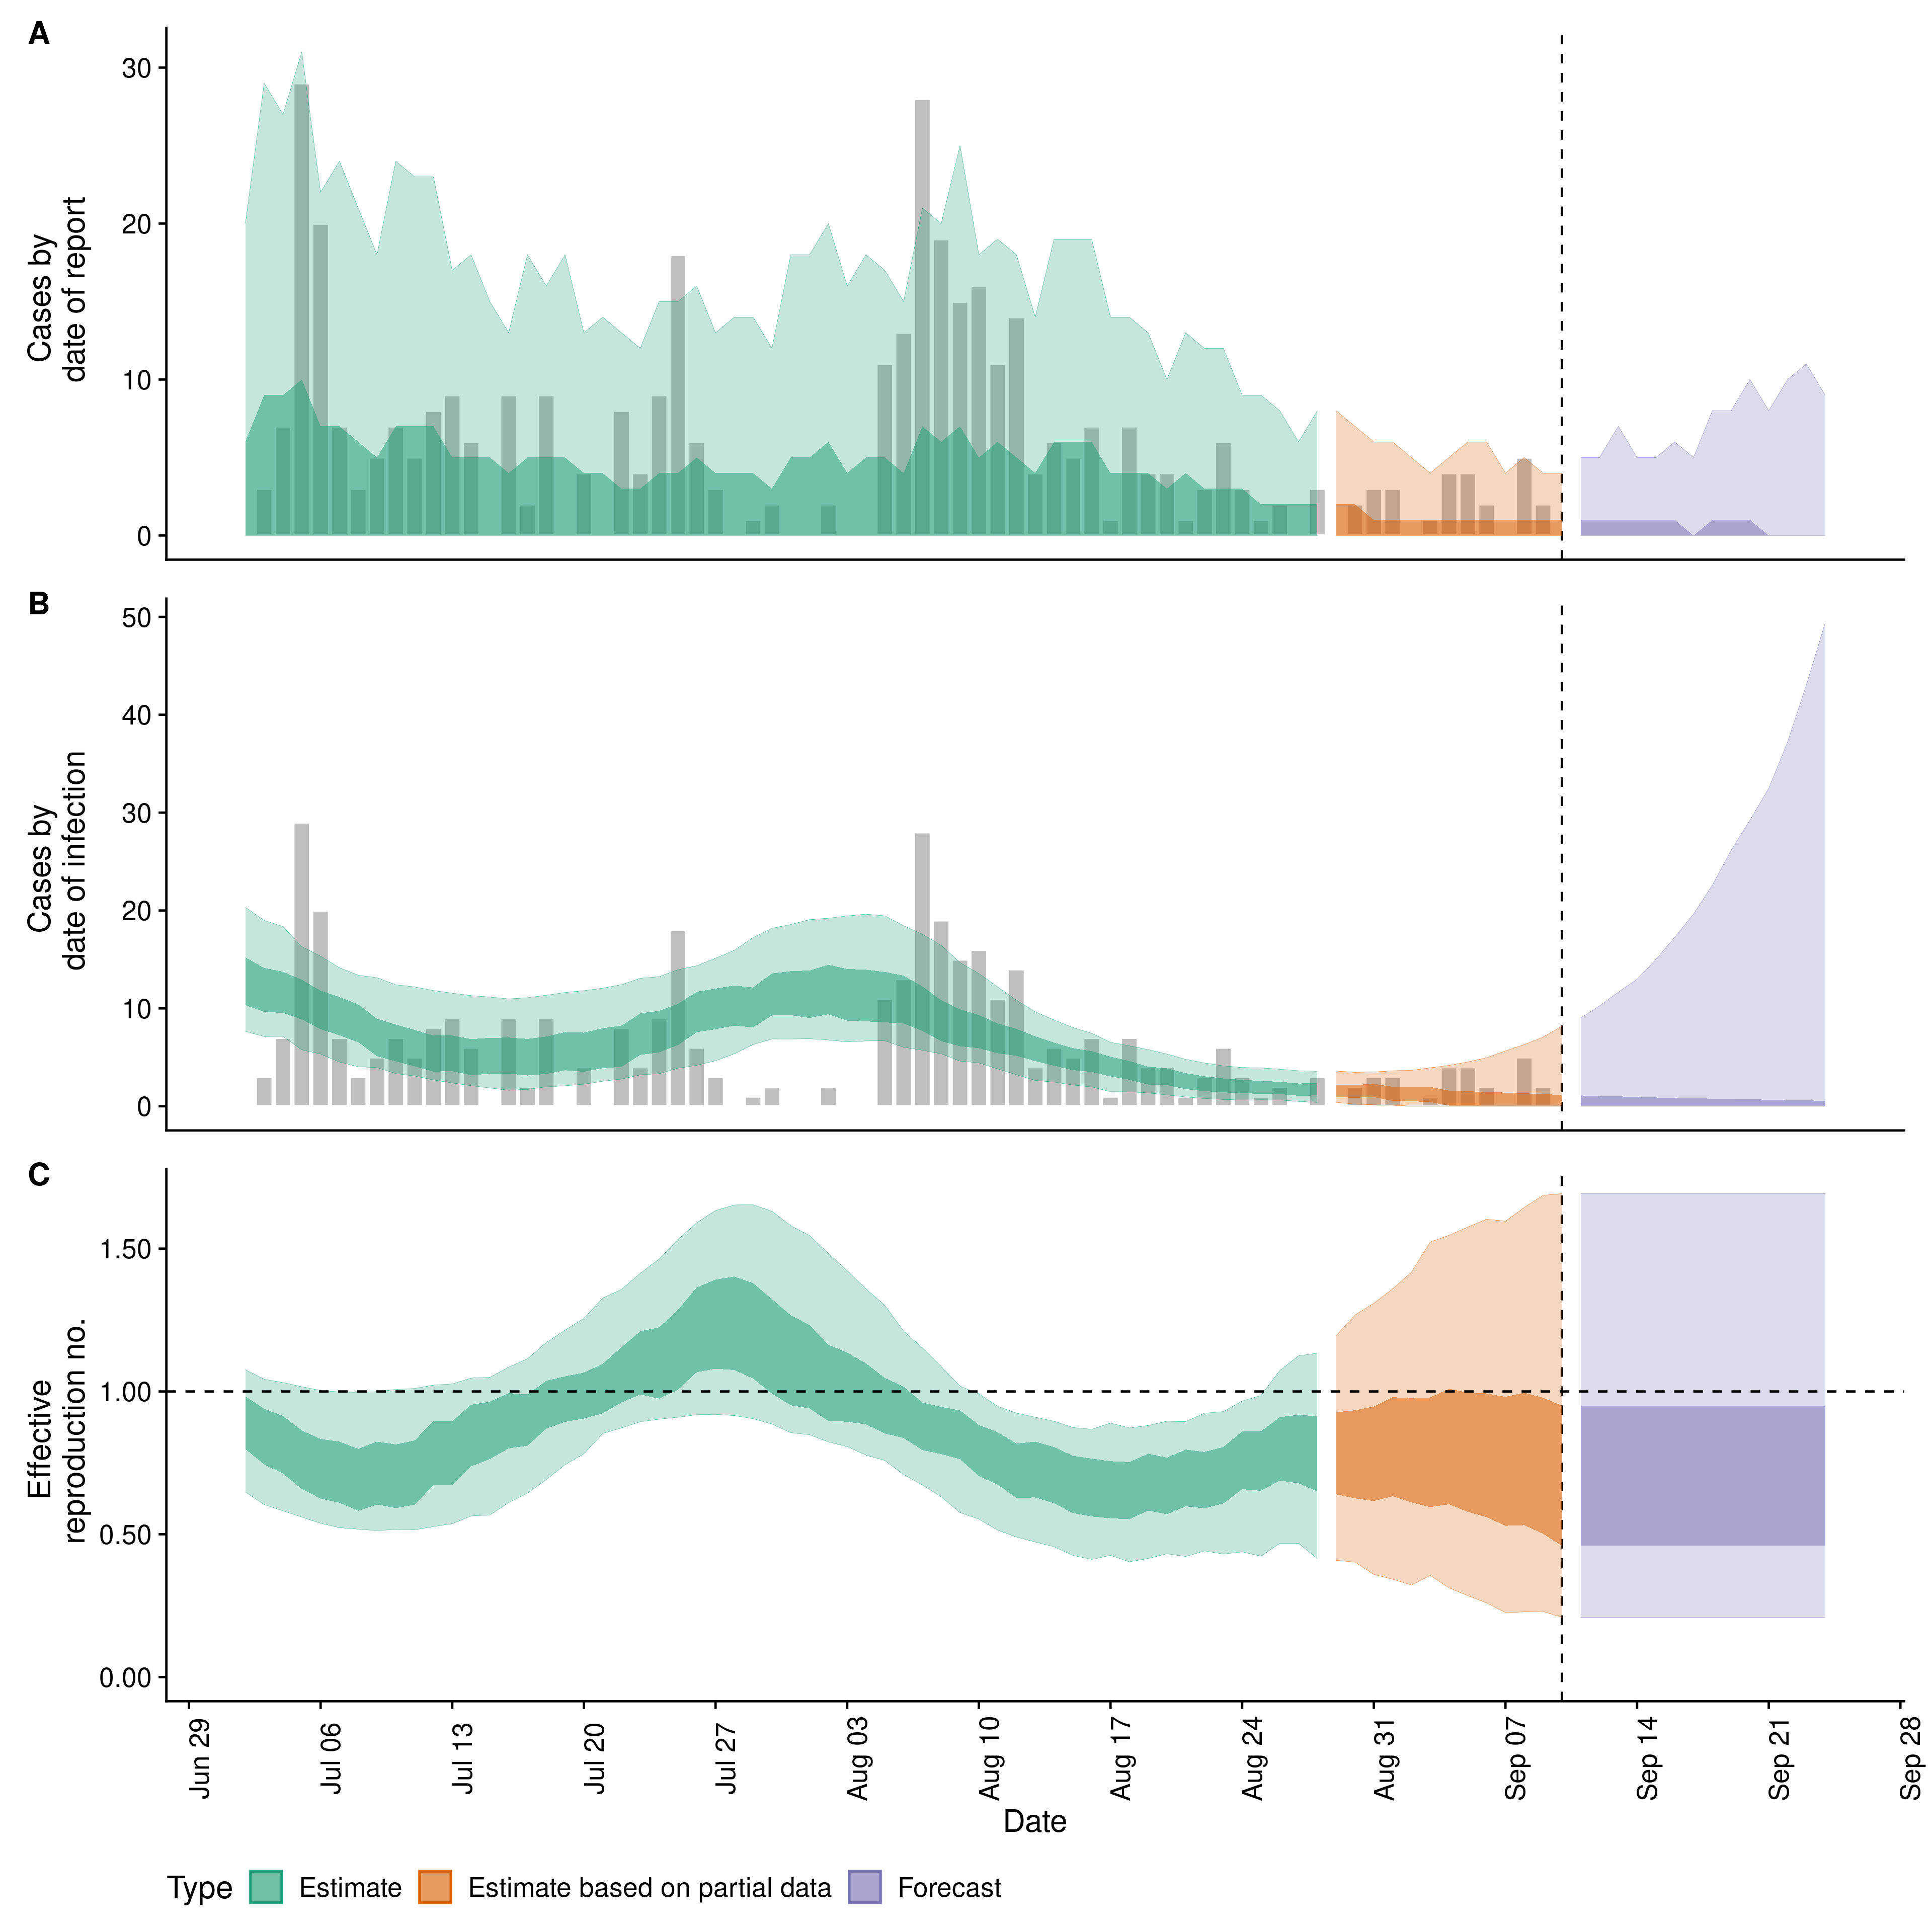 A
Cases by
date of report
30
20
10
0
B
Cases by
date of infection
50
40
30
20
10
0
C
Effective
reproduction no.
1.50
1.00
0.50
0.00
Jun 29
Jul 06
Jul 13
Jul 20
Jul 27
Aug 03
Aug 10
Aug 17
Aug 24
Aug 31
Sep 07
Sep 14
Sep 21
Sep 28
Date
Type Estimate Estimate based on partial data Forecast